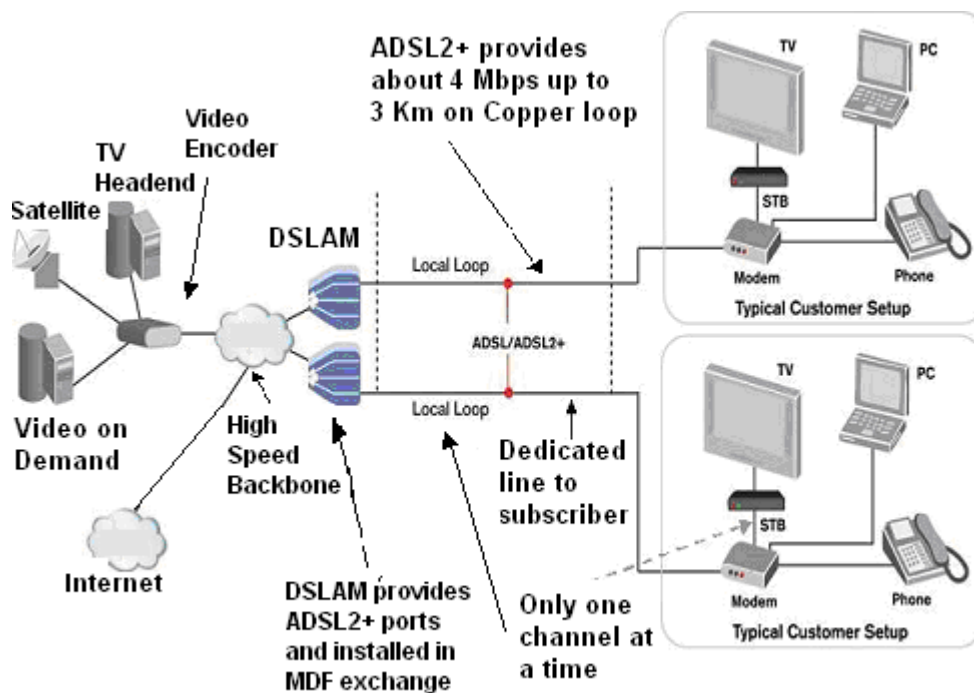 ADSL2+ provides
about 4 Mbps up to
3 Km on Copper loop
TV
PC
STB
Modem
Phone
Typical Customer Setup
Video
Encoder
TV
Headend
Satellite
DSLAM
Local Loop
ADSL/ADSL2+
Local Loop
Video on
Demand
High
Speed
Backbone
Internet
Dedicated
line to
subscriber
DSLAM provides
ADSL2+ ports
and installed in
MDF exchange
Only one
channel at
a time
TV
PC
STB
Modem
Phone
Typical Customer Setup